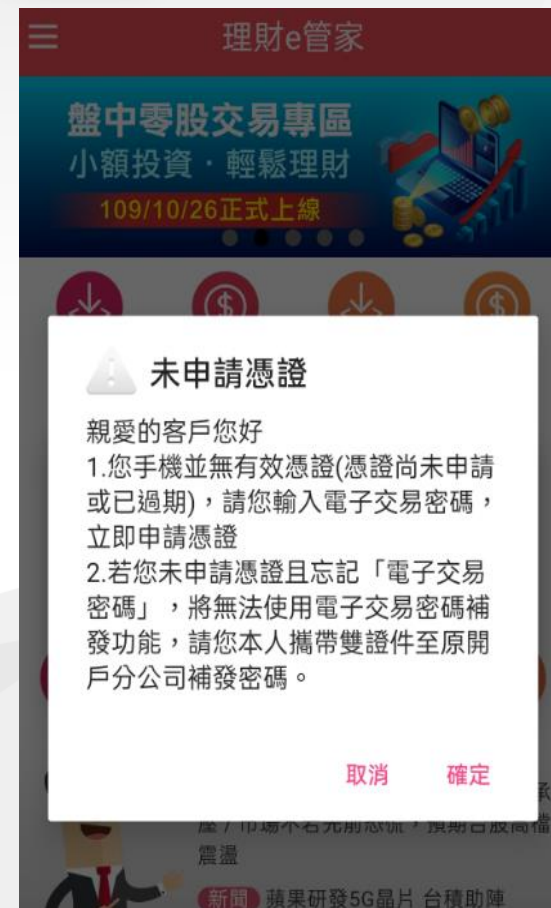 理財e管家
盤中零股交易專區
小額投資・輕鬆理財
109/10/26正式上線
未申請憑證
親愛的客戶您好
1.您手機並無有效憑證(憑證尚未申請
或已過期)，請您輸入電子交易密碼，
立即申請憑證
2.若您未申請憑證且忘記「電子交易
密碼」，將無法使用電子交易密碼補
發功能，請您本人攜帶雙證件至原開
戶分公司補發密碼。
取消 確定
震盪
新聞 蘋果研發5G晶片 台積助陣